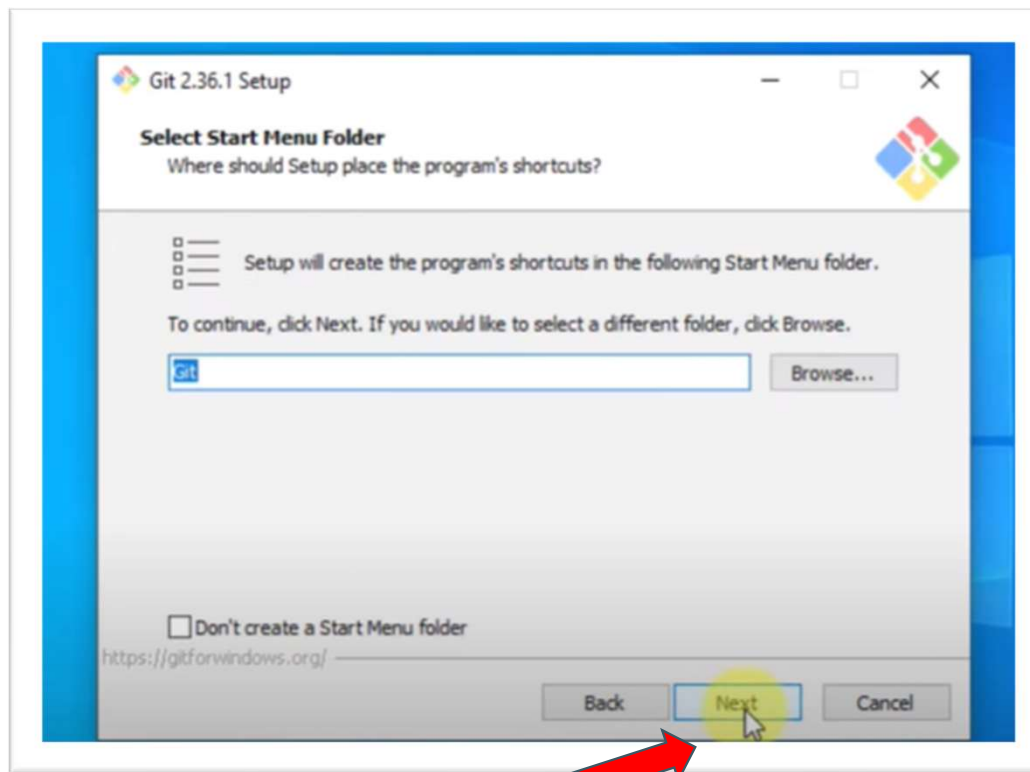 Git 2.36.1 Setup
Select Start Menu Folder
Where should Setup place the program's shortcuts?
Setup will create the program's shortcuts in the following Start Menu folder.
To continue, click Next. If you would like to select a different folder, click Browse.
Git
Browse...
Don't create a Start Menu folder
https://gitforwindows.org/
Back
Next
Cancel